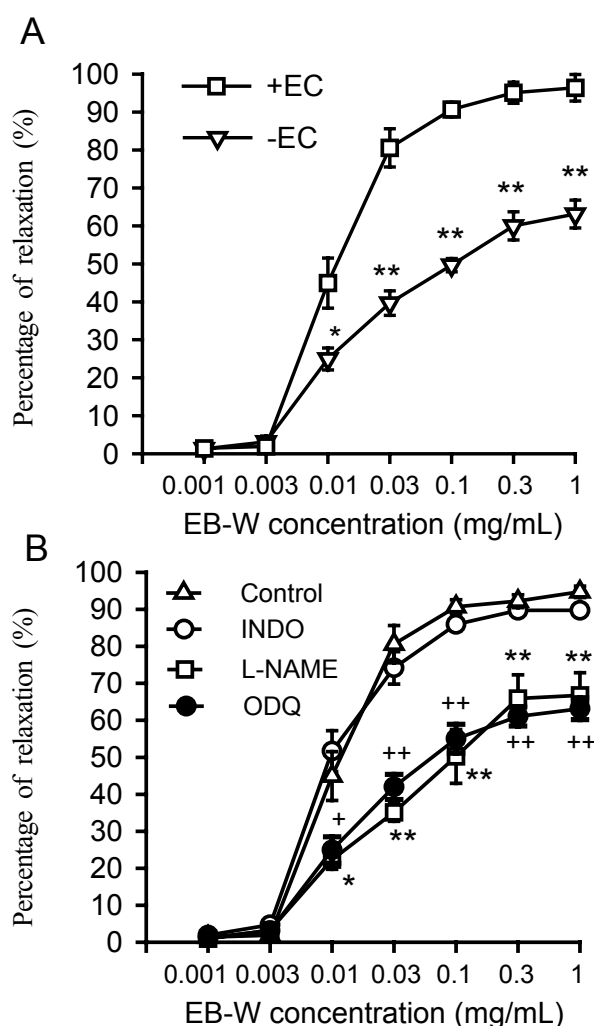 A
Percentage of relaxation (%)
100
90
80
70
60
50
40
30
20
10
0
+EC
-EC
*
**
**
**
**
0.001 0.003 0.01 0.03 0.1 0.3 1
EB-W concentration (mg/mL)
B
Percentage of relaxation (%)
100
90
80
70
60
50
40
30
20
10
0
Control
INDO
L-NAME
ODQ
** **
++
++
++ ++
**
+
**
*
0.001 0.003 0.01 0.03 0.1 0.3 1
EB-W concentration (mg/mL)